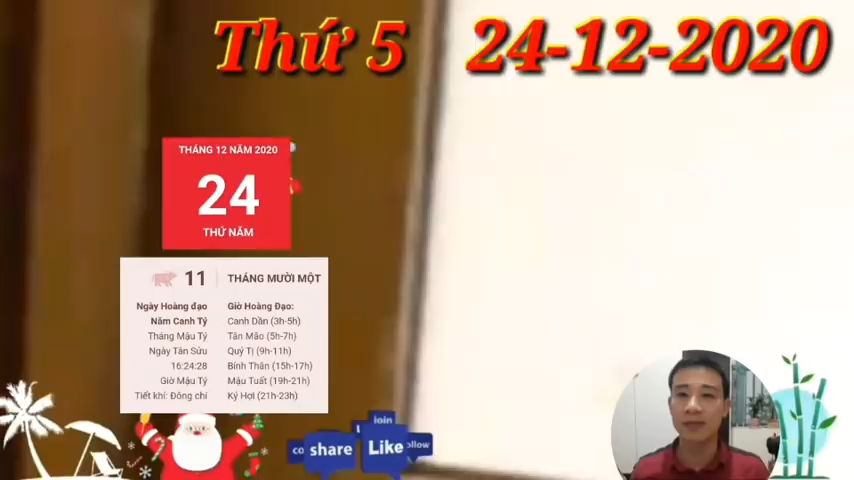 Thứ 5 24-12-2020
THÁNG 12 NĂM 2020
24
THỨ NĂM
11 THÁNG MƯỜI MỘT
Ngày Hoàng đạo Giờ Hoàng Đạo:
Năm Canh Tý Canh Dần (3h-5h)
Tháng Mậu Tý Tân Mão (5h-7h)
Ngày Tân Sửu Quý Tị (9h-11h)
16:24:28 Bính Thân (15h-17h)
Giờ Mậu Tý Mậu Tuất (19h-21h)
Tiết khí: Đông chí Kỷ Hợi (21h-23h)
join
share Like